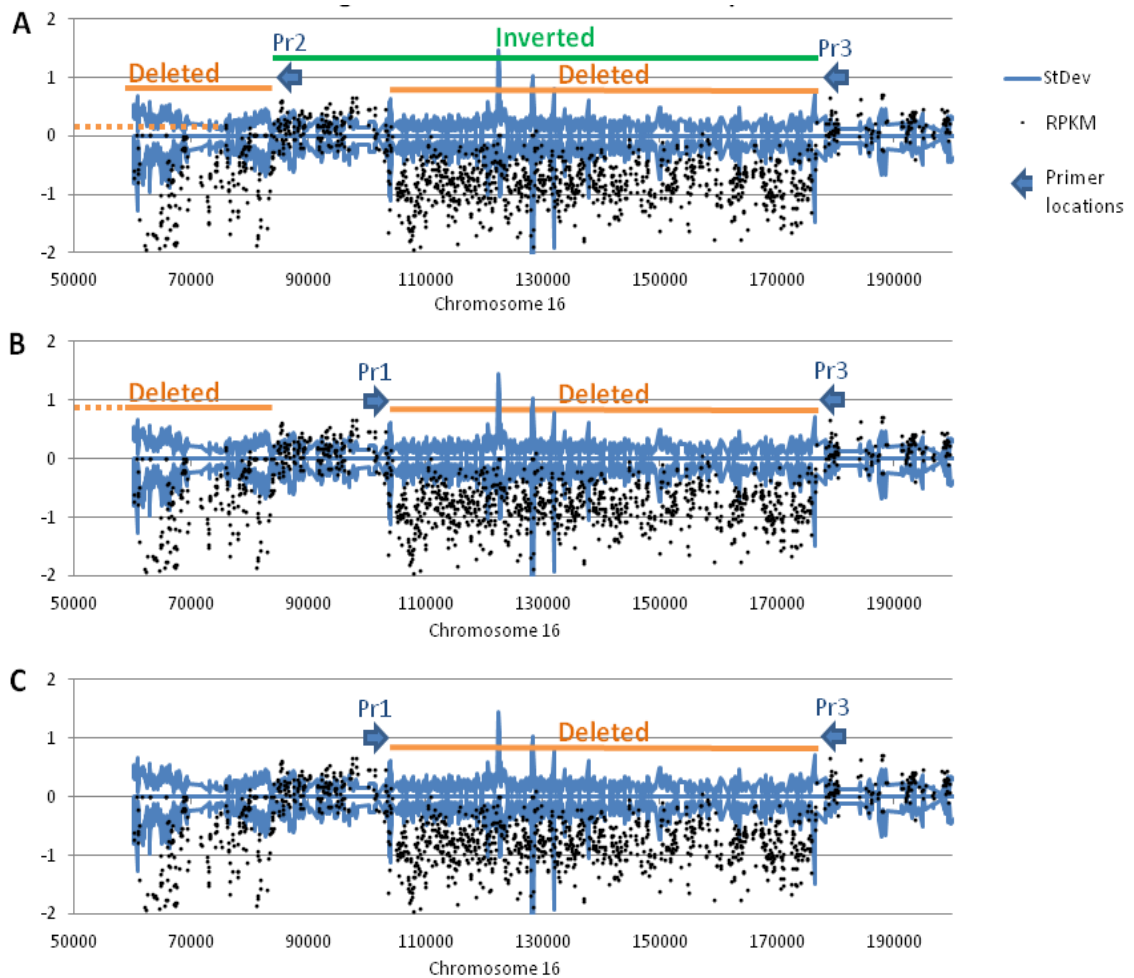 A
2
1
0
-1
-2
Pr2
Inverted
Pr3
Deleted
Deleted
50000 70000 90000 110000 130000 150000 170000 190000
Chromosome 16
StDev
RPKM
Primer
locations
B
2
1
0
-1
-2
Pr1
Pr3
Deleted
Deleted
50000 70000 90000 110000 130000 150000 170000 190000
Chromosome 16
C
2
1
0
-1
-2
Pr1
Pr3
Deleted
50000 70000 90000 110000 130000 150000 170000 190000
Chromosome 16